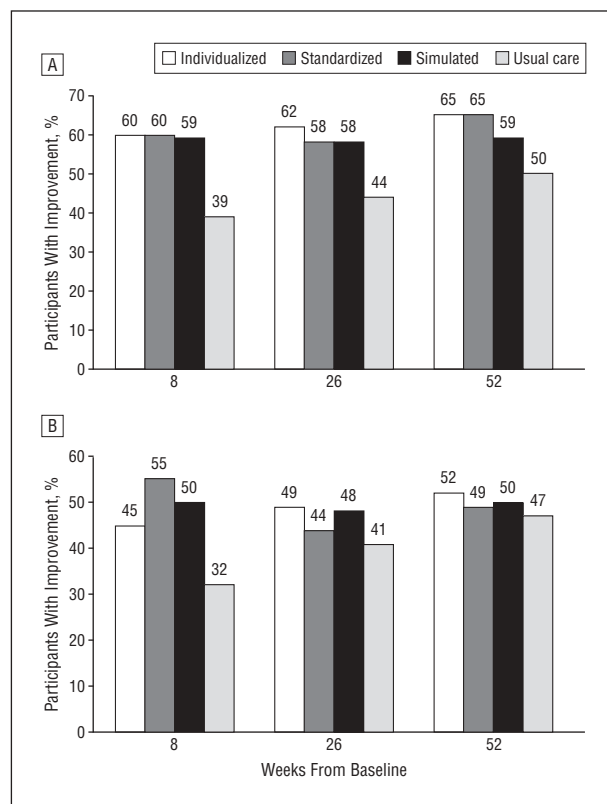 A
Individualized Standardized Simulated Usual care
70
60
50
40
30
20
10
0
Participants With Improvement, %
60 60 59 39
62 58 58 44
65 65 59 50
8 26 52
B
60
50
40
30
20
10
0
Participants With Improvement, %
45 55 50 32
49 44 48 41
52 49 50 47
8 26 52
Weeks From Baseline